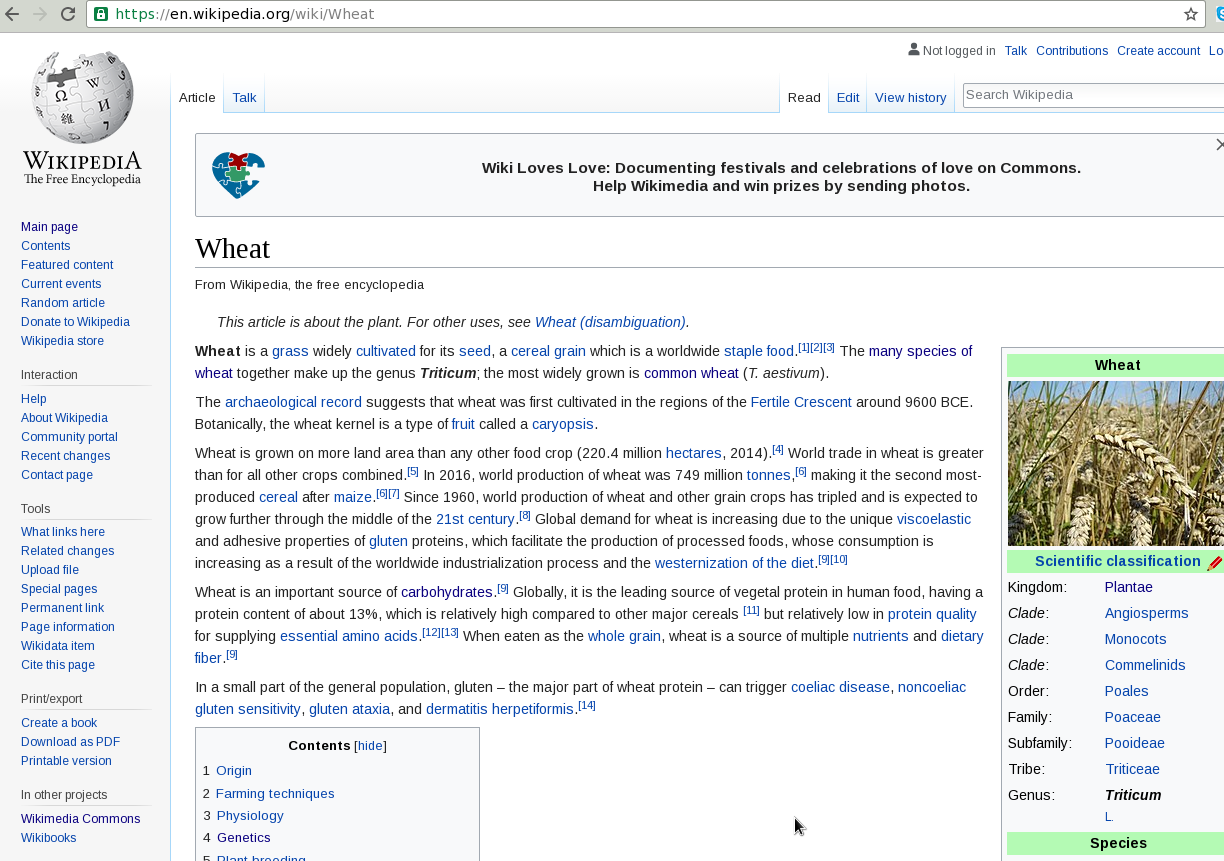 https://en.wikipedia.org/wiki/Wheat
Not logged in Talk Contributions Create account Lo
Article Talk Read Edit View history Search Wikipedia
WIKIPEDIA
The Free Encyclopedia
Wiki Loves Love: Documenting festivals and celebrations of love on Commons.
Help Wikimedia and win prizes by sending photos.
Main page
Contents
Featured content
Current events
Random article
Donate to Wikipedia
Wikipedia store
Interaction
Help
About Wikipedia
Community portal
Recent changes
Contact page
Tools
What links here
Related changes
Upload file
Special pages
Permanent link
Page information
Wikidata item
Cite this page
Print/export
Create a book
Download as PDF
Printable version
In other projects
Wikimedia Commons
Wikibooks
Wheat
From Wikipedia, the free encyclopedia
This article is about the plant. For other uses, see Wheat (disambiguation).
Wheat is a grass widely cultivated for its seed, a cereal grain which is a worldwide staple food.[1][2][3] The many species of
wheat together make up the genus Triticum; the most widely grown is common wheat (T. aestivum).
The archaeological record suggests that wheat was first cultivated in the regions of the Fertile Crescent around 9600 BCE.
Botanically, the wheat kernel is a type of fruit called a caryopsis.
Wheat is grown on more land area than any other food crop (220.4 million hectares, 2014).[4] World trade in wheat is greater
than for all other crops combined.[5] In 2016, world production of wheat was 749 million tonnes,[6] making it the second most-
produced cereal after maize.[6][7] Since 1960, world production of wheat and other grain crops has tripled and is expected to
grow further through the middle of the 21st century.[8] Global demand for wheat is increasing due to the unique viscoelastic
and adhesive properties of gluten proteins, which facilitate the production of processed foods, whose consumption is
increasing as a result of the worldwide industrialization process and the westernization of the diet.[9][10]
Wheat is an important source of carbohydrates.[9] Globally, it is the leading source of vegetal protein in human food, having a
protein content of about 13%, which is relatively high compared to other major cereals [11] but relatively low in protein quality
for supplying essential amino acids.[12][13] When eaten as the whole grain, wheat is a source of multiple nutrients and dietary
fiber.[9]
In a small part of the general population, gluten – the major part of wheat protein – can trigger coeliac disease, noncoeliac
gluten sensitivity, gluten ataxia, and dermatitis herpetiformis.[14]
Contents [hide]
1 Origin
2 Farming techniques
3 Physiology
4 Genetics
5 Plant breeding
Wheat
Scientific classification
Kingdom: Plantae
Clade: Angiosperms
Clade: Monocots
Clade: Commelinids
Order: Poales
Family: Poaceae
Subfamily: Pooideae
Tribe: Triticeae
Genus: Triticum
L.
Species